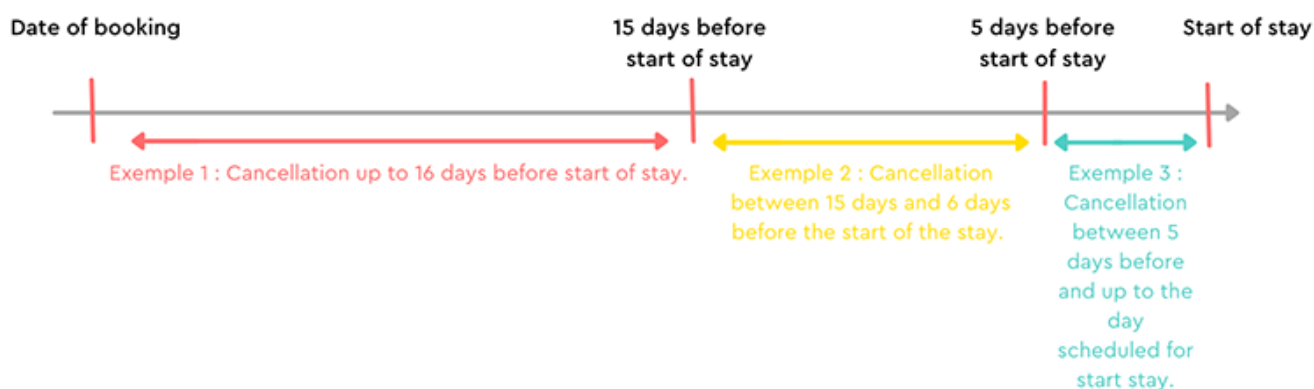 Date of booking
15 days before
start of stay
5 days before
start of stay
Start of stay
Exemple 1 : Cancellation up to 16 days before start of stay.
Exemple 2 : Cancellation
between 15 days and 6 days
before the start of the stay.
Exemple 3 :
Cancellation
between 5
days before
and up to the
day
scheduled for
start stay.